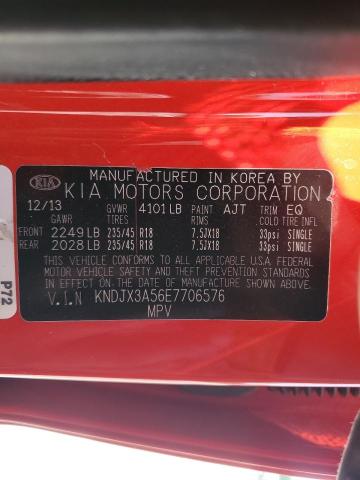 MANUFACTURED IN KOREA BY
KIA KIA MOTORS CORPORATION
12/13 GVWR 4101LB PAINT AJT TRIM EQ
GAWR TIRES RIMS COLD TIRE INFL
FRONT 2249LB 235/45 R18 7.5JX18 33psi SINGLE
REAR 2028LB 235/45 R18 7.5JX18 33psi SINGLE
THIS VEHICLE CONFORMS TO ALL APPLICABLE U.S.A FEDERAL
MOTOR VEHICLE SAFETY, BUMPER, AND THEFT PREVENTION
STANDARDS IN EFFECT ON THE DATE OF MANUFACTURE
SHOWN ABOVE.
V.I.N KNDJX3A56E7706576
MPV
P72